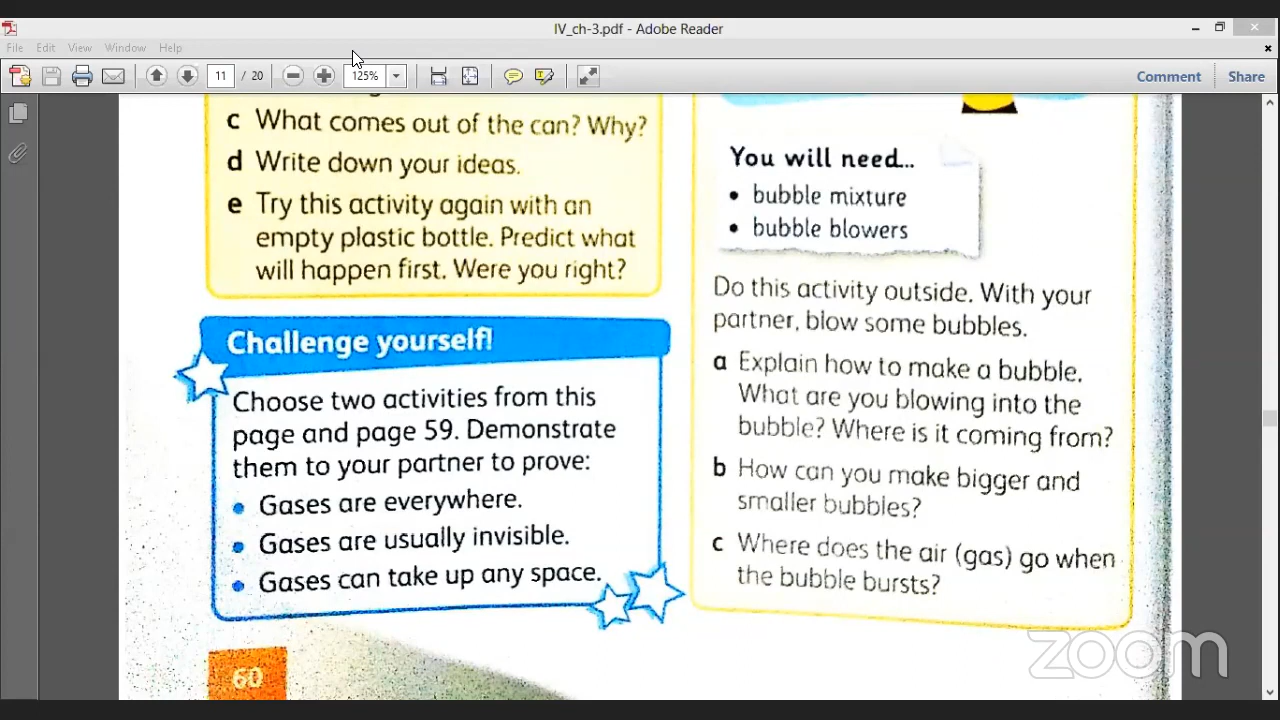 IV_ch-3.pdf - Adobe Reader
File Edit View Window Help
11 / 20
125%
Comment Share
c What comes out of the can? Why?
d Write down your ideas.
e Try this activity again with an
empty plastic bottle. Predict what
will happen first. Were you right?
Challenge yourself!
Choose two activities from this
page and page 59. Demonstrate
them to your partner to prove:
• Gases are everywhere.
• Gases are usually invisible.
• Gases can take up any space.
60
You will need...
• bubble mixture
• bubble blowers
Do this activity outside. With your
partner, blow some bubbles.
a Explain how to make a bubble.
What are you blowing into the
bubble? Where is it coming from?
b How can you make bigger and
smaller bubbles?
c Where does the air (gas) go when
the bubble bursts?
zoom